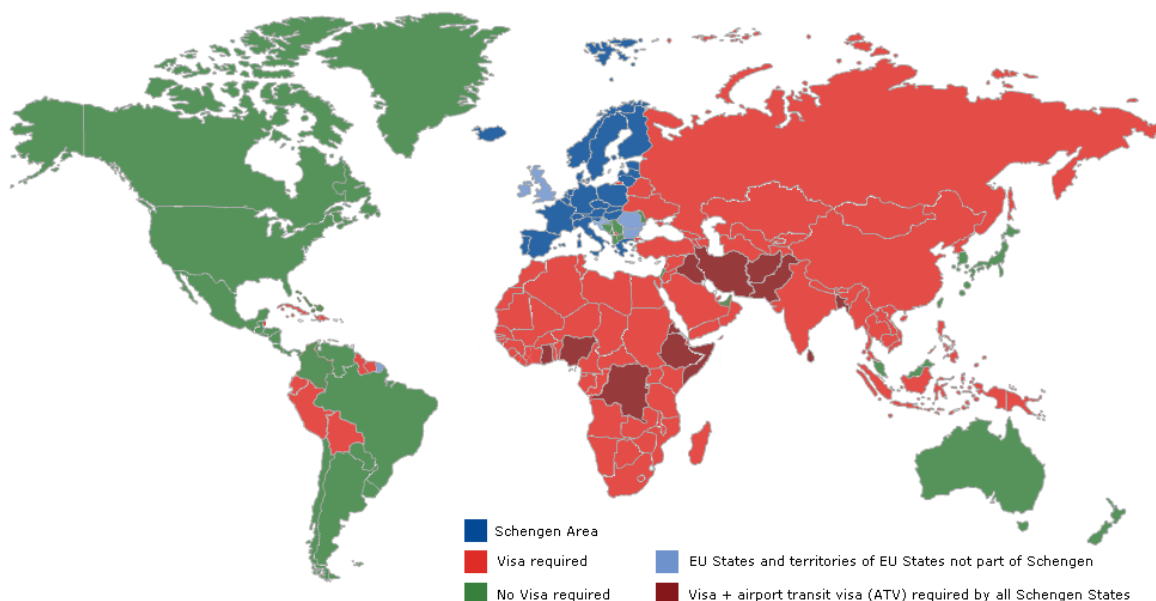 Schengen Area
Visa required
EU States and territories of EU States not part of Schengen
No Visa required
Visa + airport transit visa (ATV) required by all Schengen States